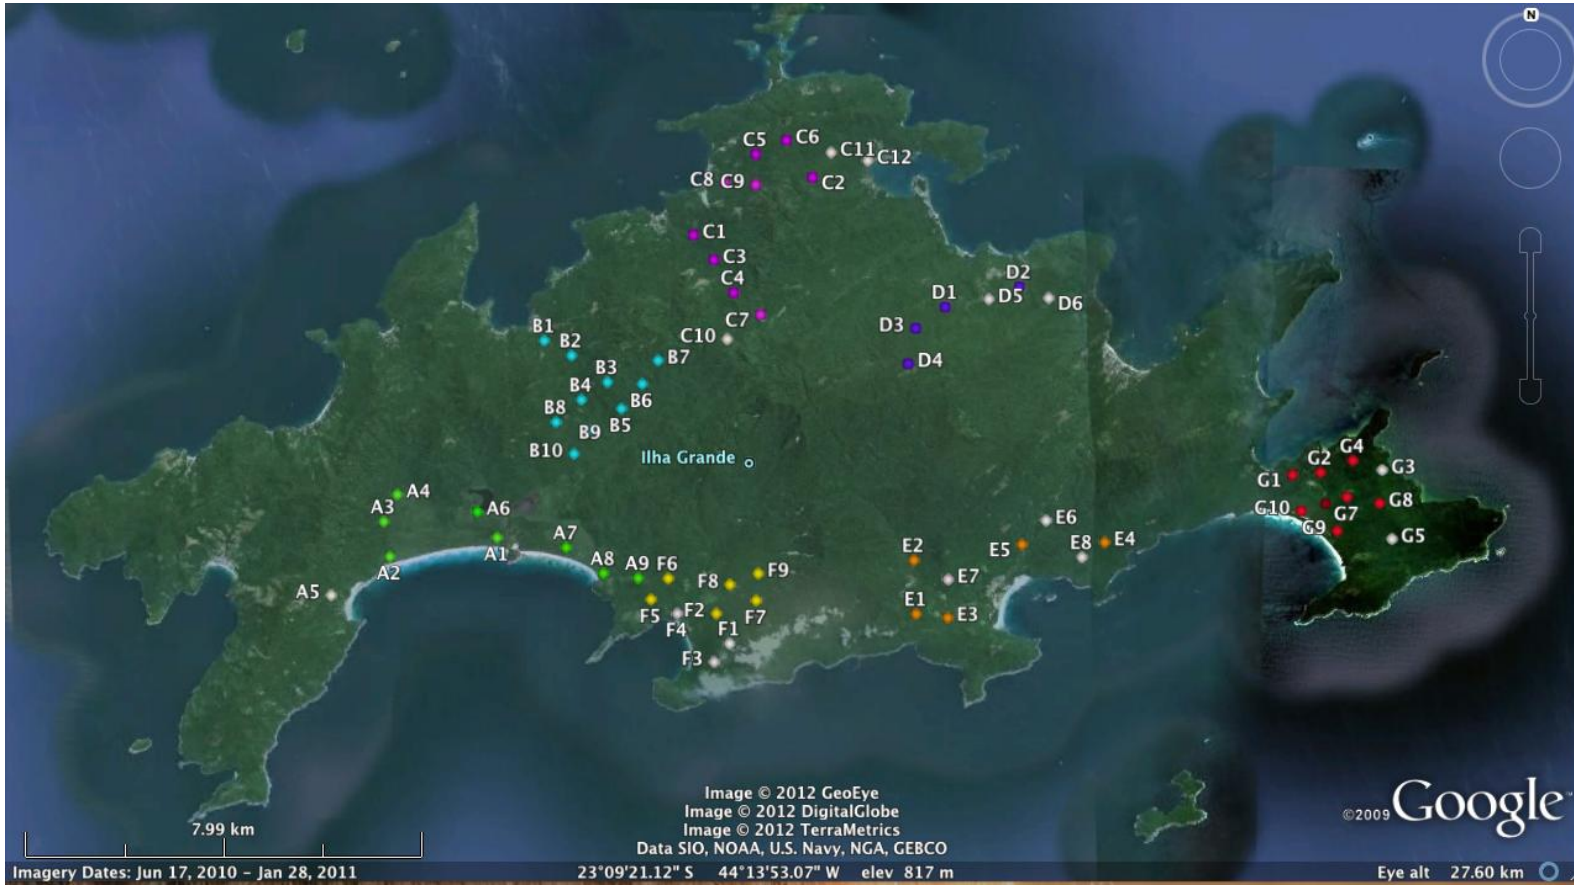 N
C5
C6
C11
C12
C8
C9
C2
C1
C3
C4
D2
D1
D5
D6
C7
D3
B1
C10
B2
B7
D4
B3
B4
B6
B8
B5
B9
B10
Ilha Grande
G4
G2
G3
G1
A4
A3
A6
G10
G7
G8
G9
G5
E6
A7
A1
E2
E5
E8
E4
A2
A8
A9
F6
F8
F9
E7
A5
F5
F2
F7
E1
E3
F4
F1
F3
Image © 2012 GeoEye
Image © 2012 DigitalGlobe
Image © 2012 TerraMetrics
Data SIO, NOAA, U.S. Navy, NGA, GEBCO
7.99 km
©2009 Google™
Imagery Dates: Jun 17, 2010 - Jan 28, 2011 23°09'21.12" S 44°13'53.07" W elev 817 m Eye alt 27.60 km